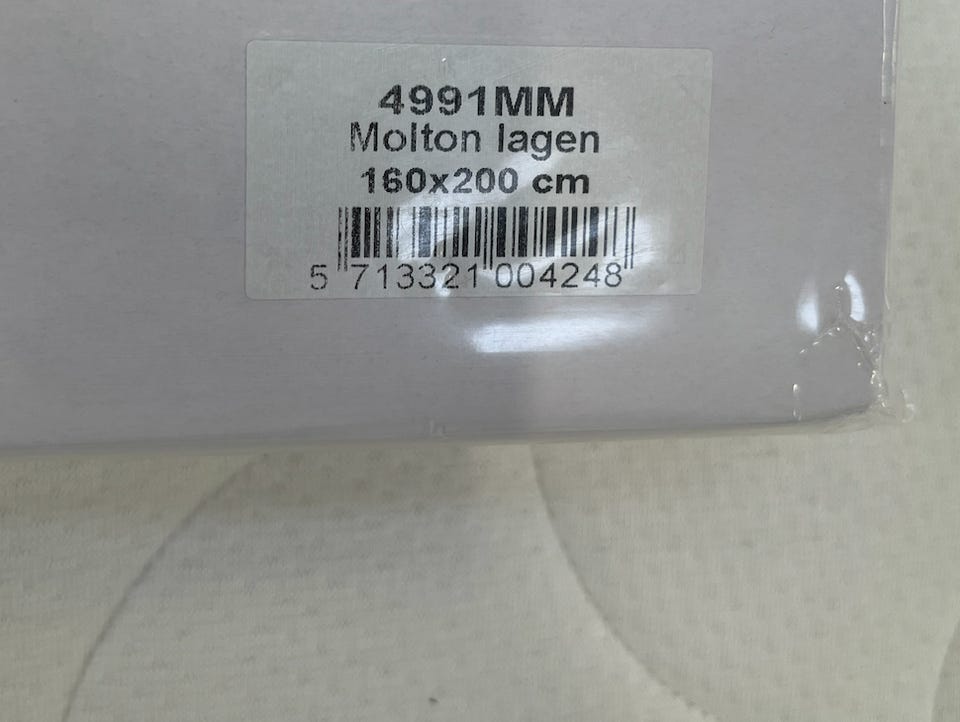 4991MM
Molton lagen
160x200 cm
5 713321 004248